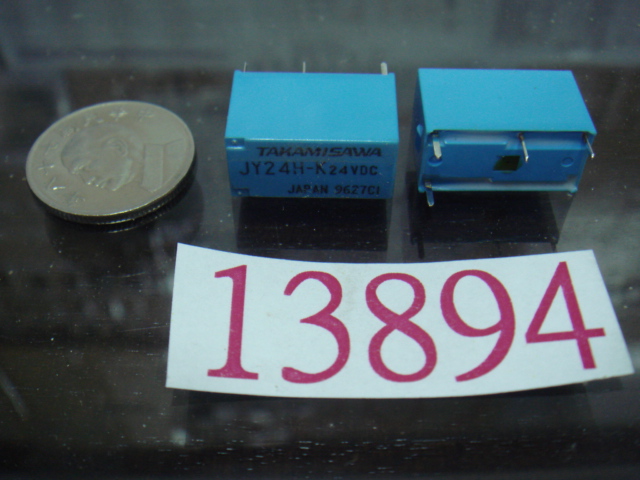 TAKAMISAWA
JY24H-K 24VDC
JAPAN 9627CI
13894